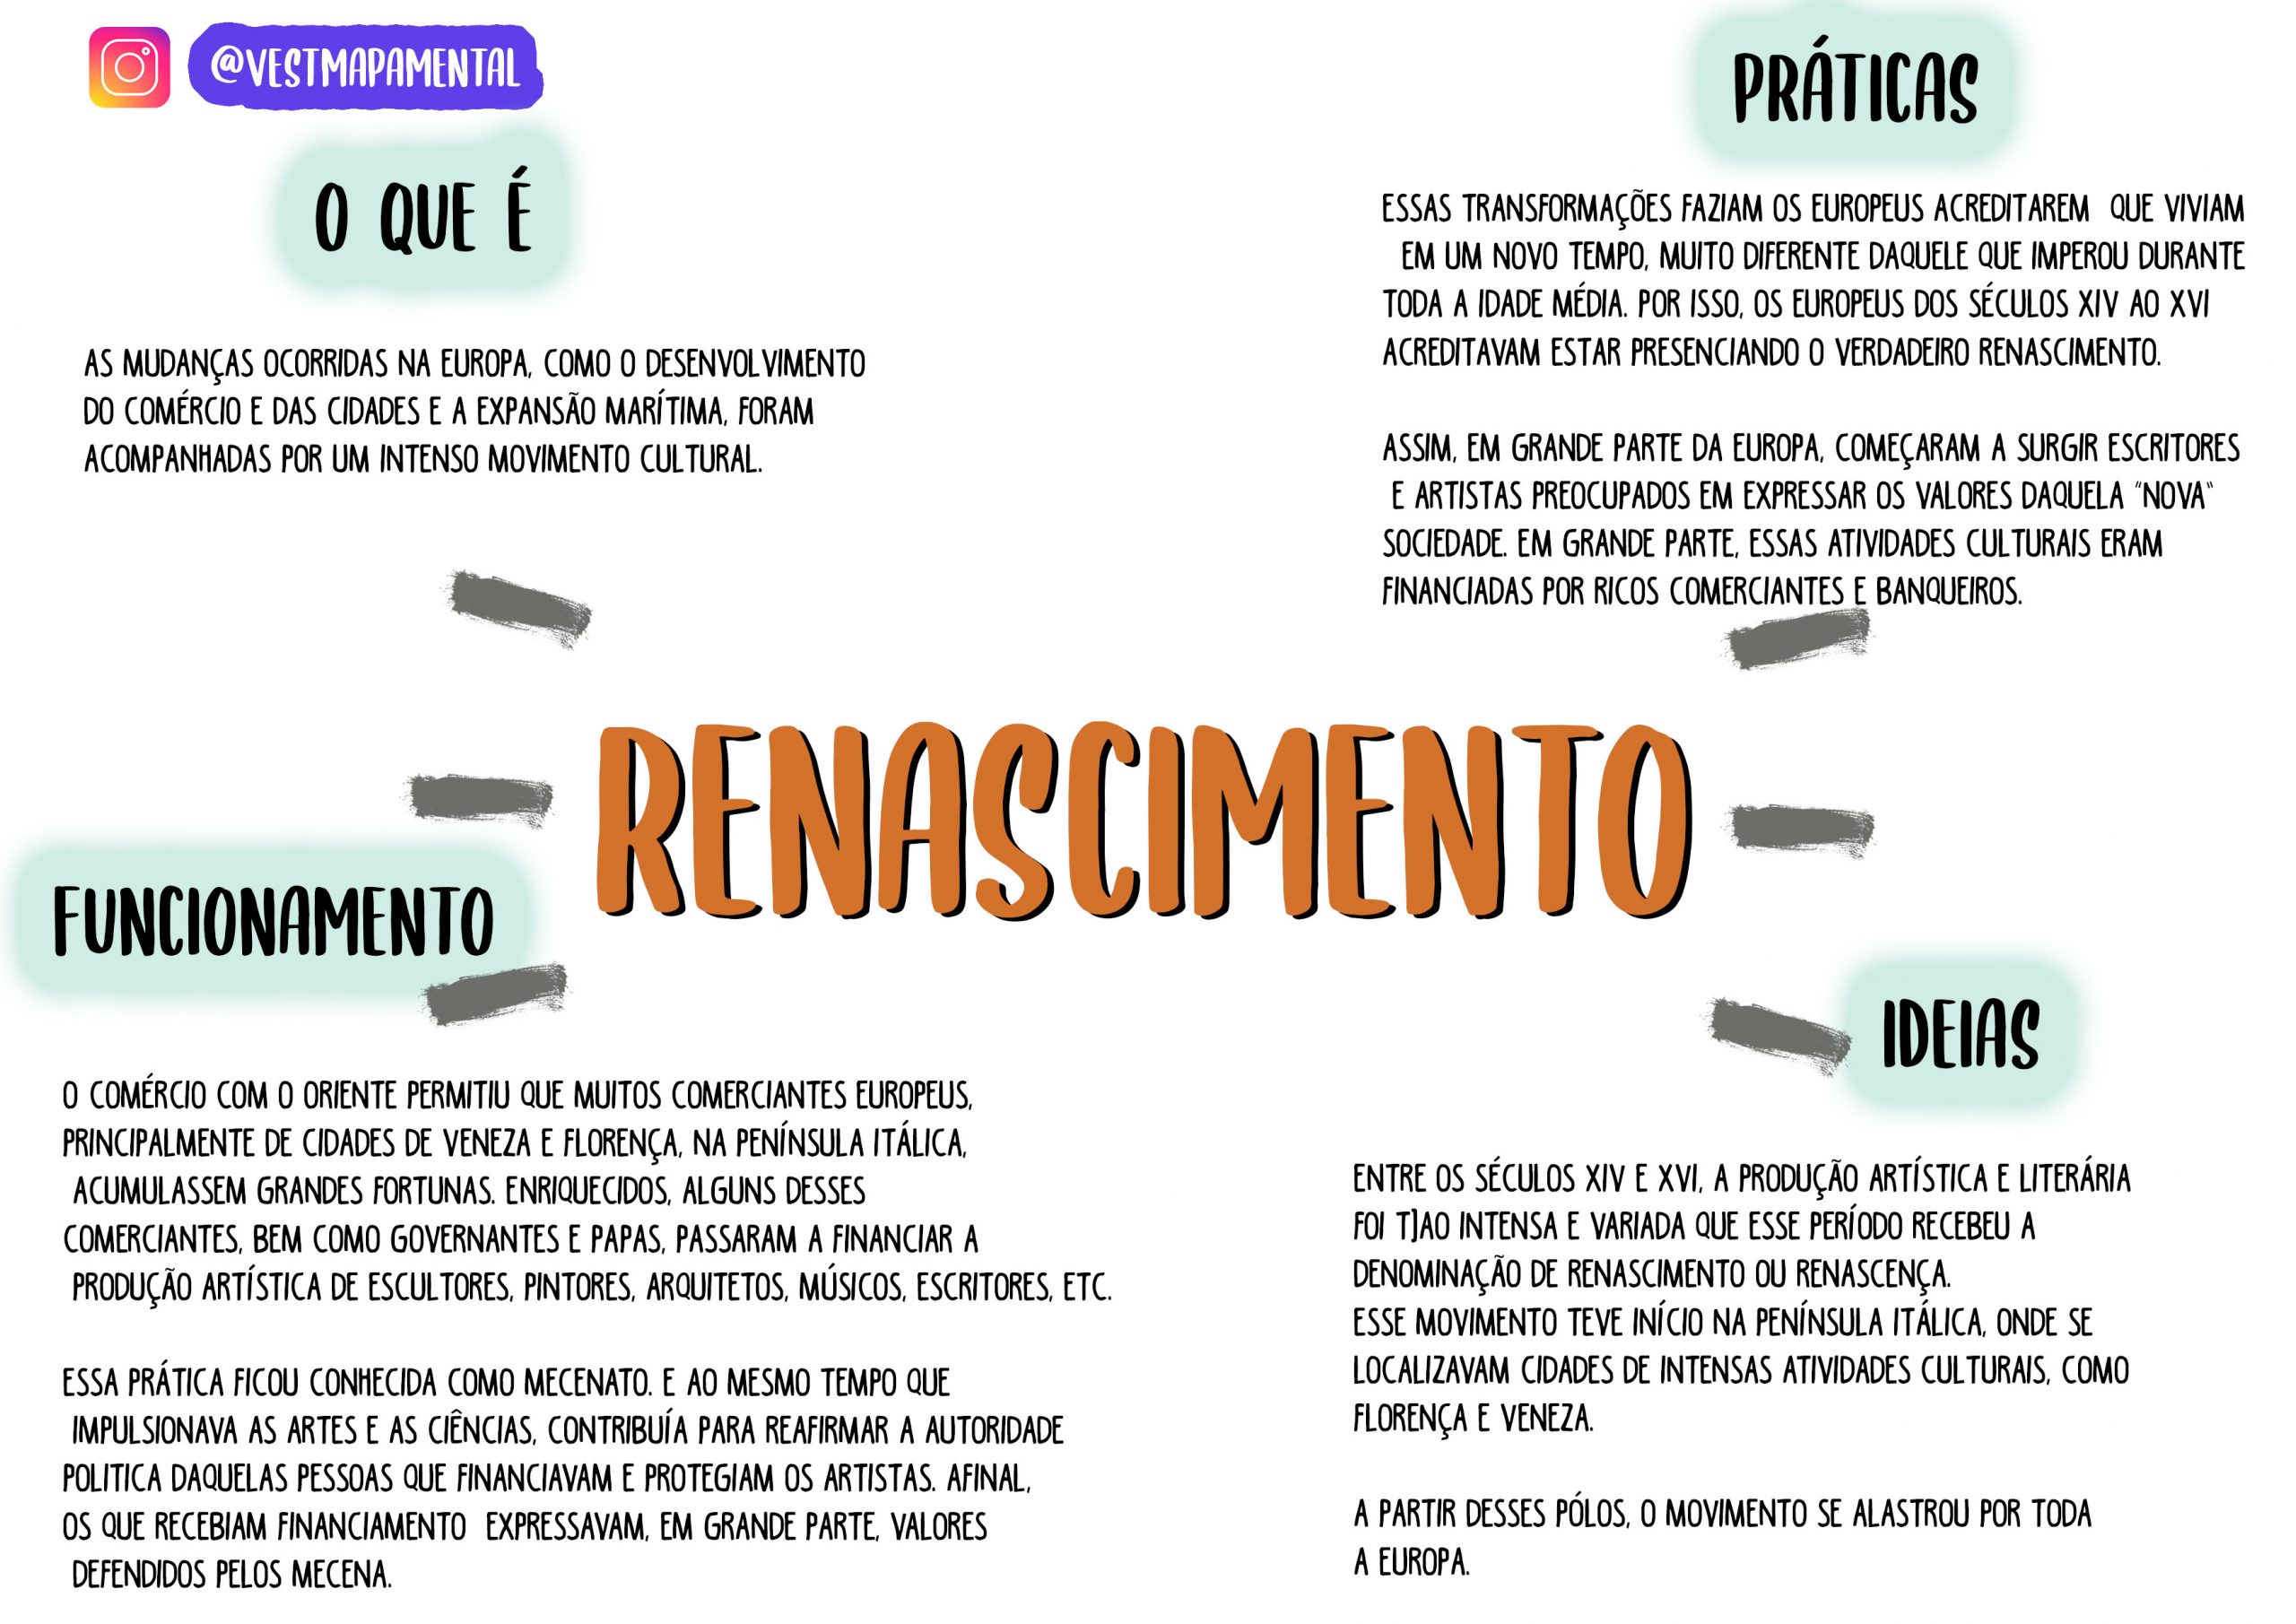 @VESTMAPAMENTAL
O QUE É
AS MUDANÇAS OCORRIDAS NA EUROPA, COMO O DESENVOLVIMENTO
DO COMÉRCIO E DAS CIDADES E A EXPANSÃO MARÍTIMA, FORAM
ACOMPANHADAS POR UM INTENSO MOVIMENTO CULTURAL.
PRÁTICAS
ESSAS TRANSFORMAÇÕES FAZIAM OS EUROPEUS ACREDITAREM QUE VIVIAM
EM UM NOVO TEMPO, MUITO DIFERENTE DAQUELE QUE IMPEROU DURANTE
TODA A IDADE MÉDIA. POR ISSO, OS EUROPEUS DOS SÉCULOS XIV AO XVI
ACREDITAVAM ESTAR PRESENCIANDO O VERDADEIRO RENASCIMENTO.
ASSIM, EM GRANDE PARTE DA EUROPA, COMEÇARAM A SURGIR ESCRITORES
E ARTISTAS PREOCUPADOS EM EXPRESSAR OS VALORES DAQUELA "NOVA"
SOCIEDADE. EM GRANDE PARTE, ESSAS ATIVIDADES CULTURAIS ERAM
FINANCIADAS POR RICOS COMERCIANTES E BANQUEIROS.
RENASCIMENTO
FUNCIONAMENTO
O COMÉRCIO COM O ORIENTE PERMITIU QUE MUITOS COMERCIANTES EUROPEUS,
PRINCIPALMENTE DE CIDADES DE VENEZA E FLORENÇA, NA PENÍNSULA ITÁLICA,
ACUMULASSEM GRANDES FORTUNAS. ENRIQUECIDOS, ALGUNS DESSES
COMERCIANTES, BEM COMO GOVERNANTES E PAPAS, PASSARAM A FINANCIAR A
PRODUÇÃO ARTÍSTICA DE ESCULTORES, PINTORES, ARQUITETOS, MÚSICOS, ESCRITORES, ETC.
ESSA PRÁTICA FICOU CONHECIDA COMO MECENATO. E AO MESMO TEMPO QUE
IMPULSIONAVA AS ARTES E AS CIÊNCIAS, CONTRIBUÍA PARA REAFIRMAR A AUTORIDADE
POLITICA DAQUELAS PESSOAS QUE FINANCIAVAM E PROTEGIAM OS ARTISTAS. AFINAL,
OS QUE RECEBIAM FINANCIAMENTO EXPRESSAVAM, EM GRANDE PARTE, VALORES
DEFENDIDOS PELOS MECENA.
IDEIAS
ENTRE OS SÉCULOS XIV E XVI, A PRODUÇÃO ARTÍSTICA E LITERÁRIA
FOI T]AO INTENSA E VARIADA QUE ESSE PERÍODO RECEBEU A
DENOMINAÇÃO DE RENASCIMENTO OU RENASCENÇA.
ESSE MOVIMENTO TEVE INÍCIO NA PENÍNSULA ITÁLICA, ONDE SE
LOCALIZAVAM CIDADES DE INTENSAS ATIVIDADES CULTURAIS, COMO
FLORENÇA E VENEZA.
A PARTIR DESSES PÓLOS, O MOVIMENTO SE ALASTROU POR TODA
A EUROPA.